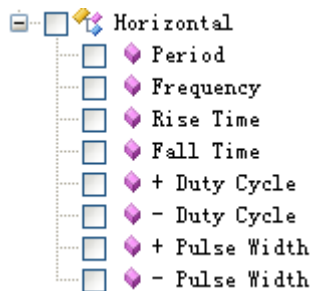 Horizontal
Period
Frequency
Rise Time
Fall Time
+ Duty Cycle
- Duty Cycle
+ Pulse Width
- Pulse Width